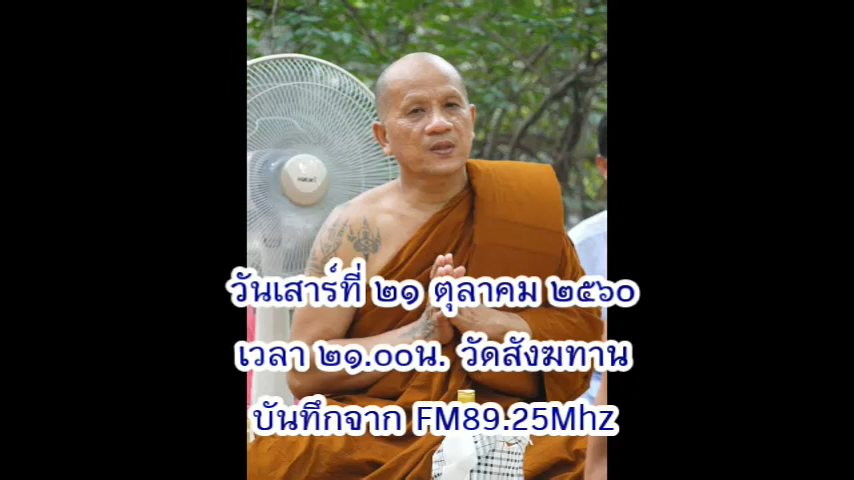 วันเสาร์ที่ ๒๑ ตุลาคม ๒๕๖๐
เวลา ๒๑.๐๐น. วัดสังฆทาน
บันทึกจาก FM89.25Mhz